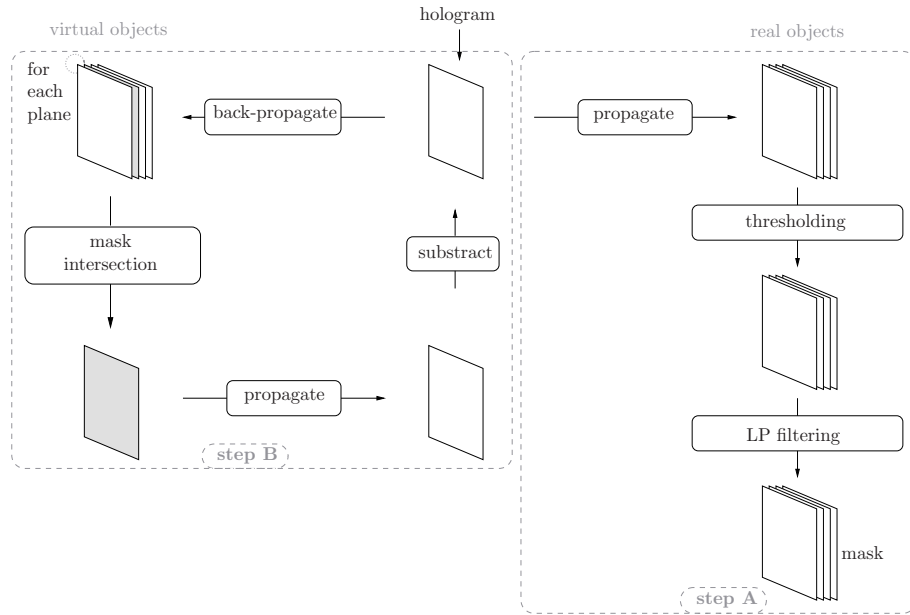 hologram
virtual objects
real objects
for
each
plane
back-propagate
propagate
mask
intersection
substract
thresholding
propagate
LP filtering
step B
mask
step A